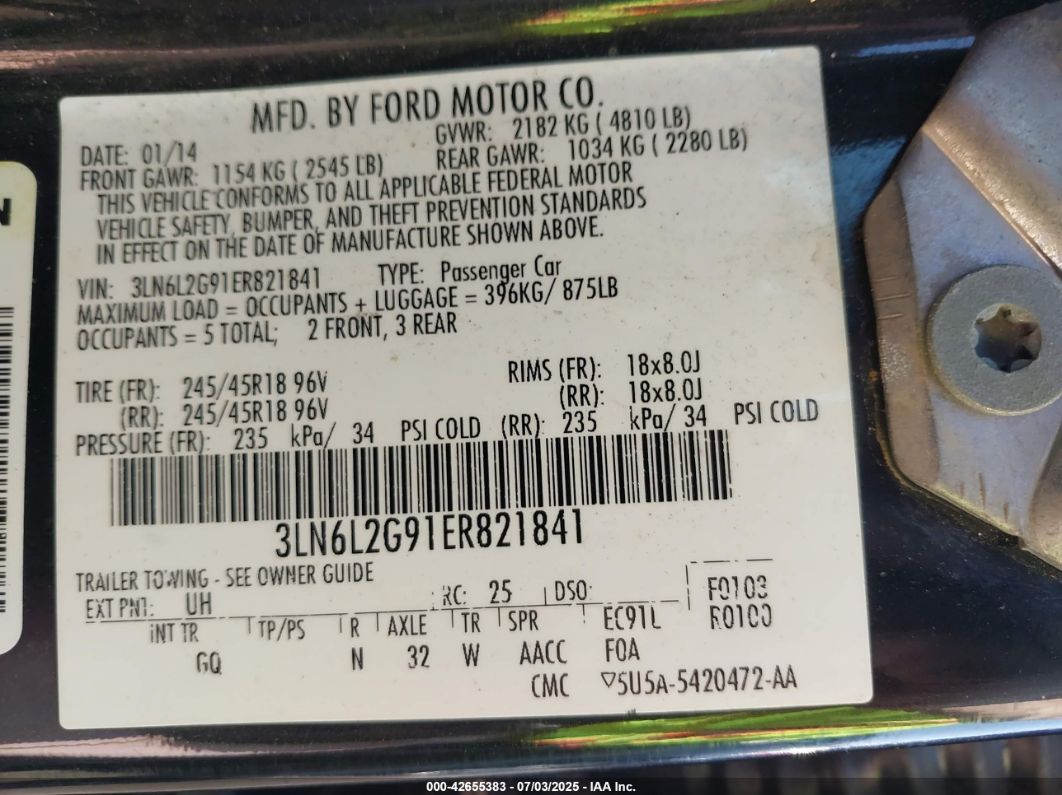 MFD. BY FORD MOTOR CO.
DATE: 01/14 GVWR: 2182 KG ( 4810 LB)
FRONT GAWR: 1154 KG ( 2545 LB) REAR GAWR: 1034 KG ( 2280 LB)
THIS VEHICLE CONFORMS TO ALL APPLICABLE FEDERAL MOTOR
VEHICLE SAFETY, BUMPER, AND THEFT PREVENTION STANDARDS
IN EFFECT ON THE DATE OF MANUFACTURE SHOWN ABOVE.
VIN: 3LN6L2G91ER821841 TYPE: Passenger Car
MAXIMUM LOAD = OCCUPANTS + LUGGAGE = 396KG/ 875LB
OCCUPANTS = 5 TOTAL; 2 FRONT, 3 REAR
TIRE (FR): 245/45R18 96V RIMS (FR): 18x8.0J
(RR): 245/45R18 96V (RR): 18x8.0J
PRESSURE (FR): 235 kPa/ 34 PSI COLD (RR): 235 kPa/ 34 PSI COLD
3LN6L2G91ER821841
TRAILER TOWING - SEE OWNER GUIDE
EXT PNT: UH RC: 25 DSO: F0103
INT TR TP/PS R AXLE TR SPR EC91L R0100
GQ N 32 W AACC FOA
CMC ▽5U5A-5420472-AA
N
000-42655383 - 07/03/2025 - IAA Inc.